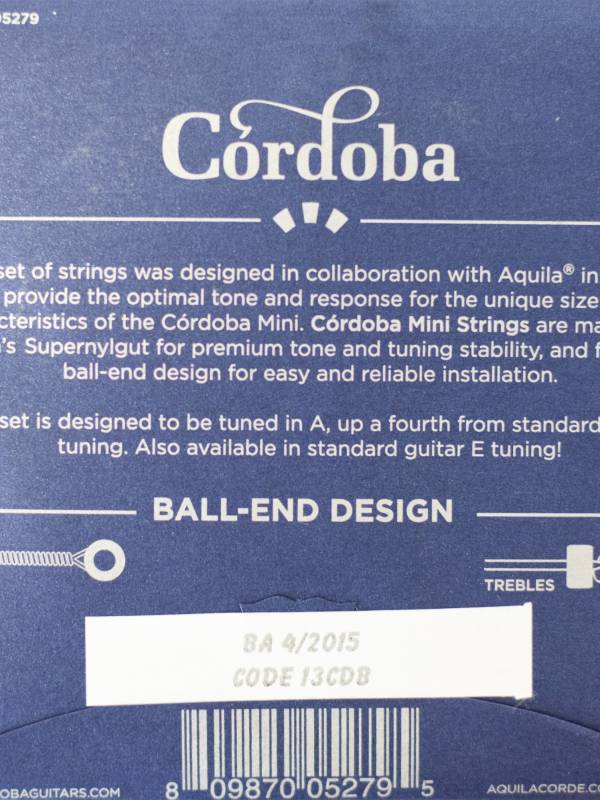 05279
Córdoba
set of strings was designed in collaboration with Aquila® in
provide the optimal tone and response for the unique size
cteristics of the Córdoba Mini. Córdoba Mini Strings are ma
's Supernylgut for premium tone and tuning stability, and f
ball-end design for easy and reliable installation.
set is designed to be tuned in A, up a fourth from standard
tuning. Also available in standard guitar E tuning!
BALL-END DESIGN
TREBLES
BA 4/2015
CODE 13CDB
OBAGUITARS.COM
8 09870 05279 5
AQUILACORDE.CO